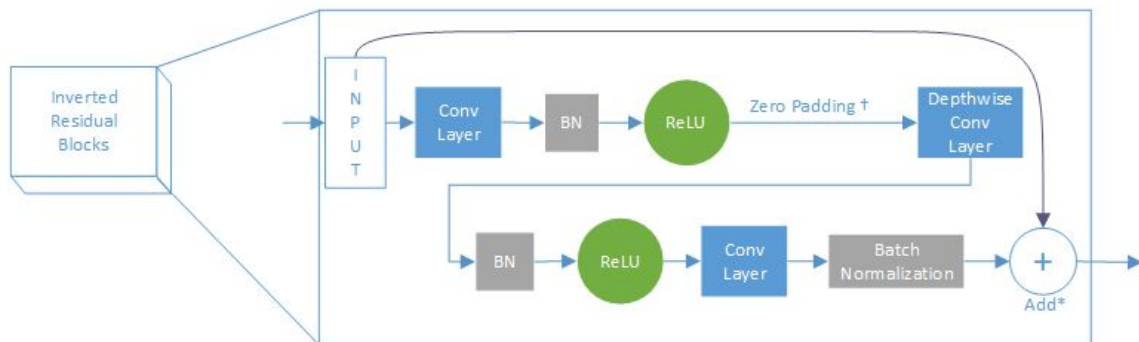 Inverted
Residual
Blocks
I
N
P
U
T
Conv
Layer
BN
ReLU
Zero Padding †
Depthwise
Conv
Layer
BN
ReLU
Conv
Layer
Batch
Normalization
+
Add*